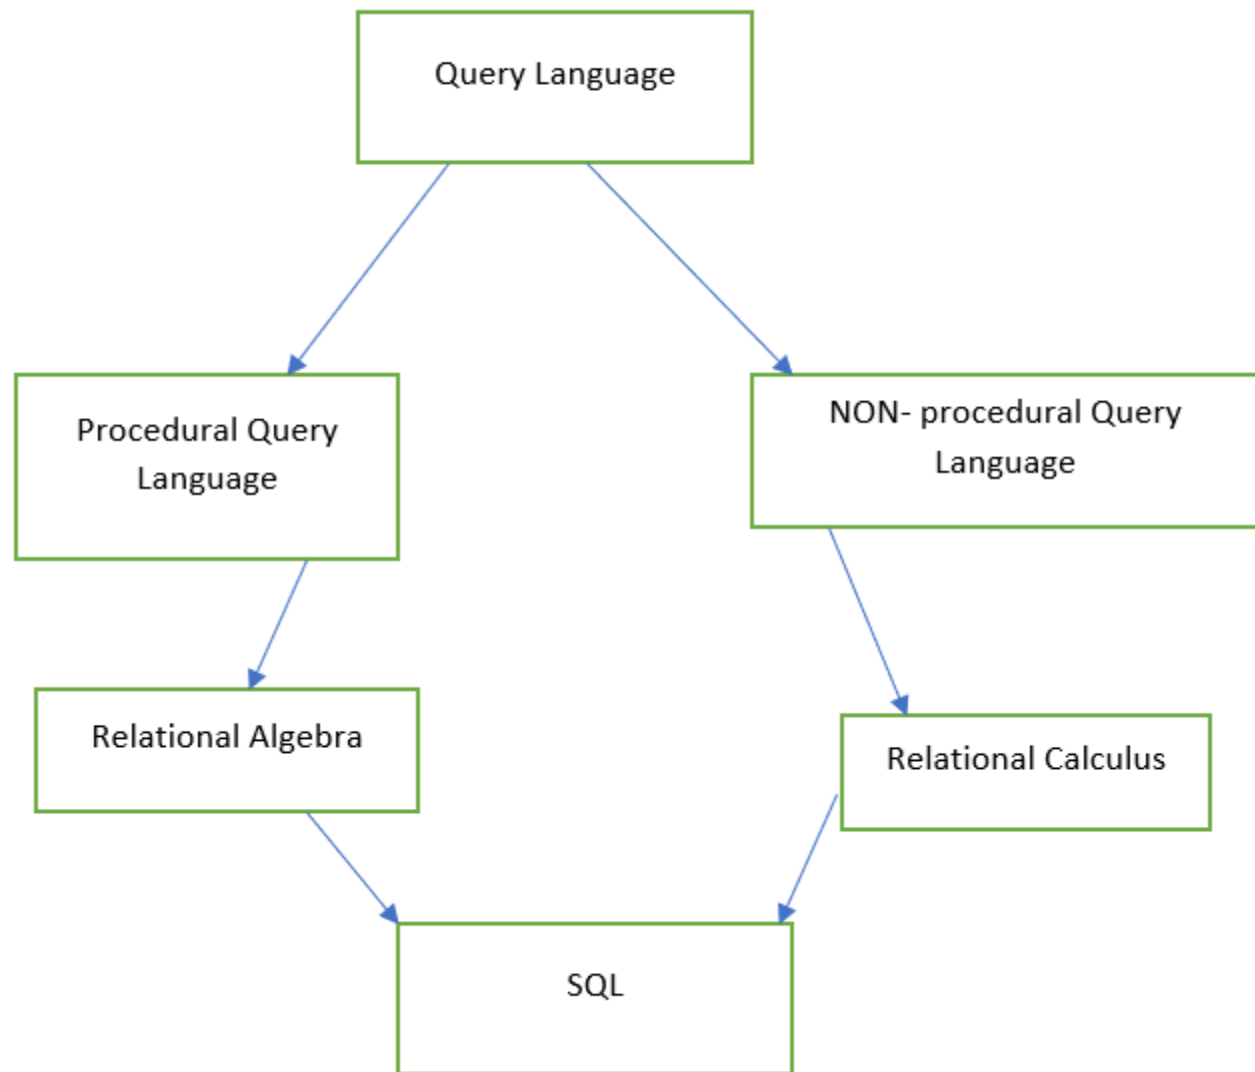 Query Language
Procedural Query
Language
NON- procedural Query
Language
Relational Algebra
Relational Calculus
SQL